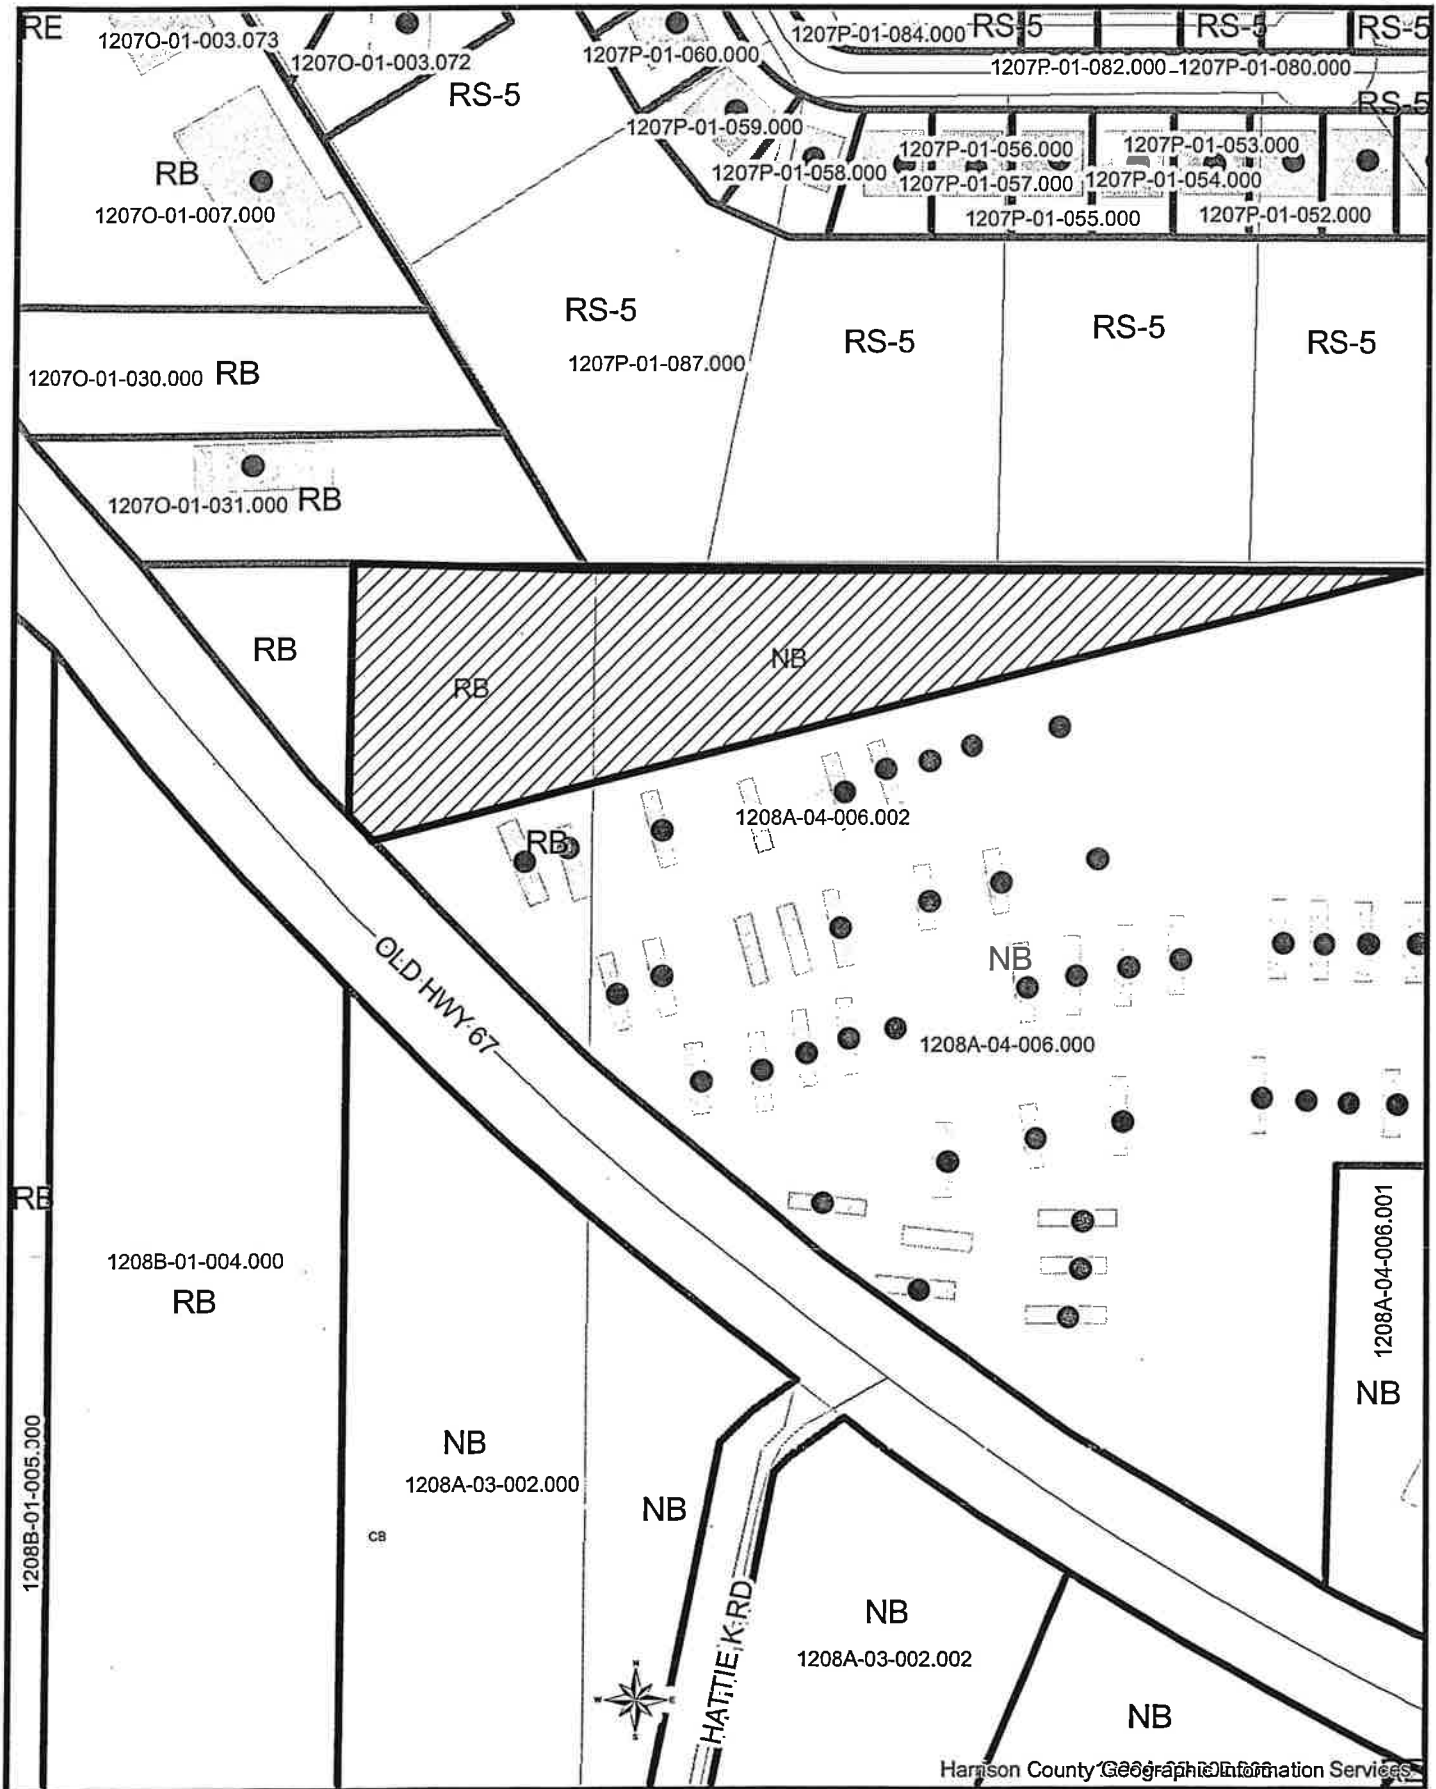 RE
1207O-01-003.073
1207O-01-003.072
1207P-01-060.000
1207P-01-084.000
RS-5
RS-5
RS-5
1207P-01-082.000
1207P-01-080.000
RS-5
RS-5
1207P-01-059.000
1207P-01-058.000
1207P-01-056.000
1207P-01-053.000
1207P-01-057.000
1207P-01-054.000
1207P-01-055.000
1207P-01-052.000
RB
1207O-01-007.000
RS-5
1207P-01-087.000
RS-5
RS-5
RS-5
1207O-01-030.000 RB
1207O-01-031.000 RB
RB
RB
NB
RB
1208A-04-006.002
NB
1208A-04-006.000
OLD HWY 67
RB
1208B-01-004.000
RB
1208A-04-006.001
NB
1208B-01-005.000
NB
1208A-03-002.000
NB
CB
HATTIE K RD
NB
1208A-03-002.002
N
W
E
S
NB
Harrison County Geographic Information Services